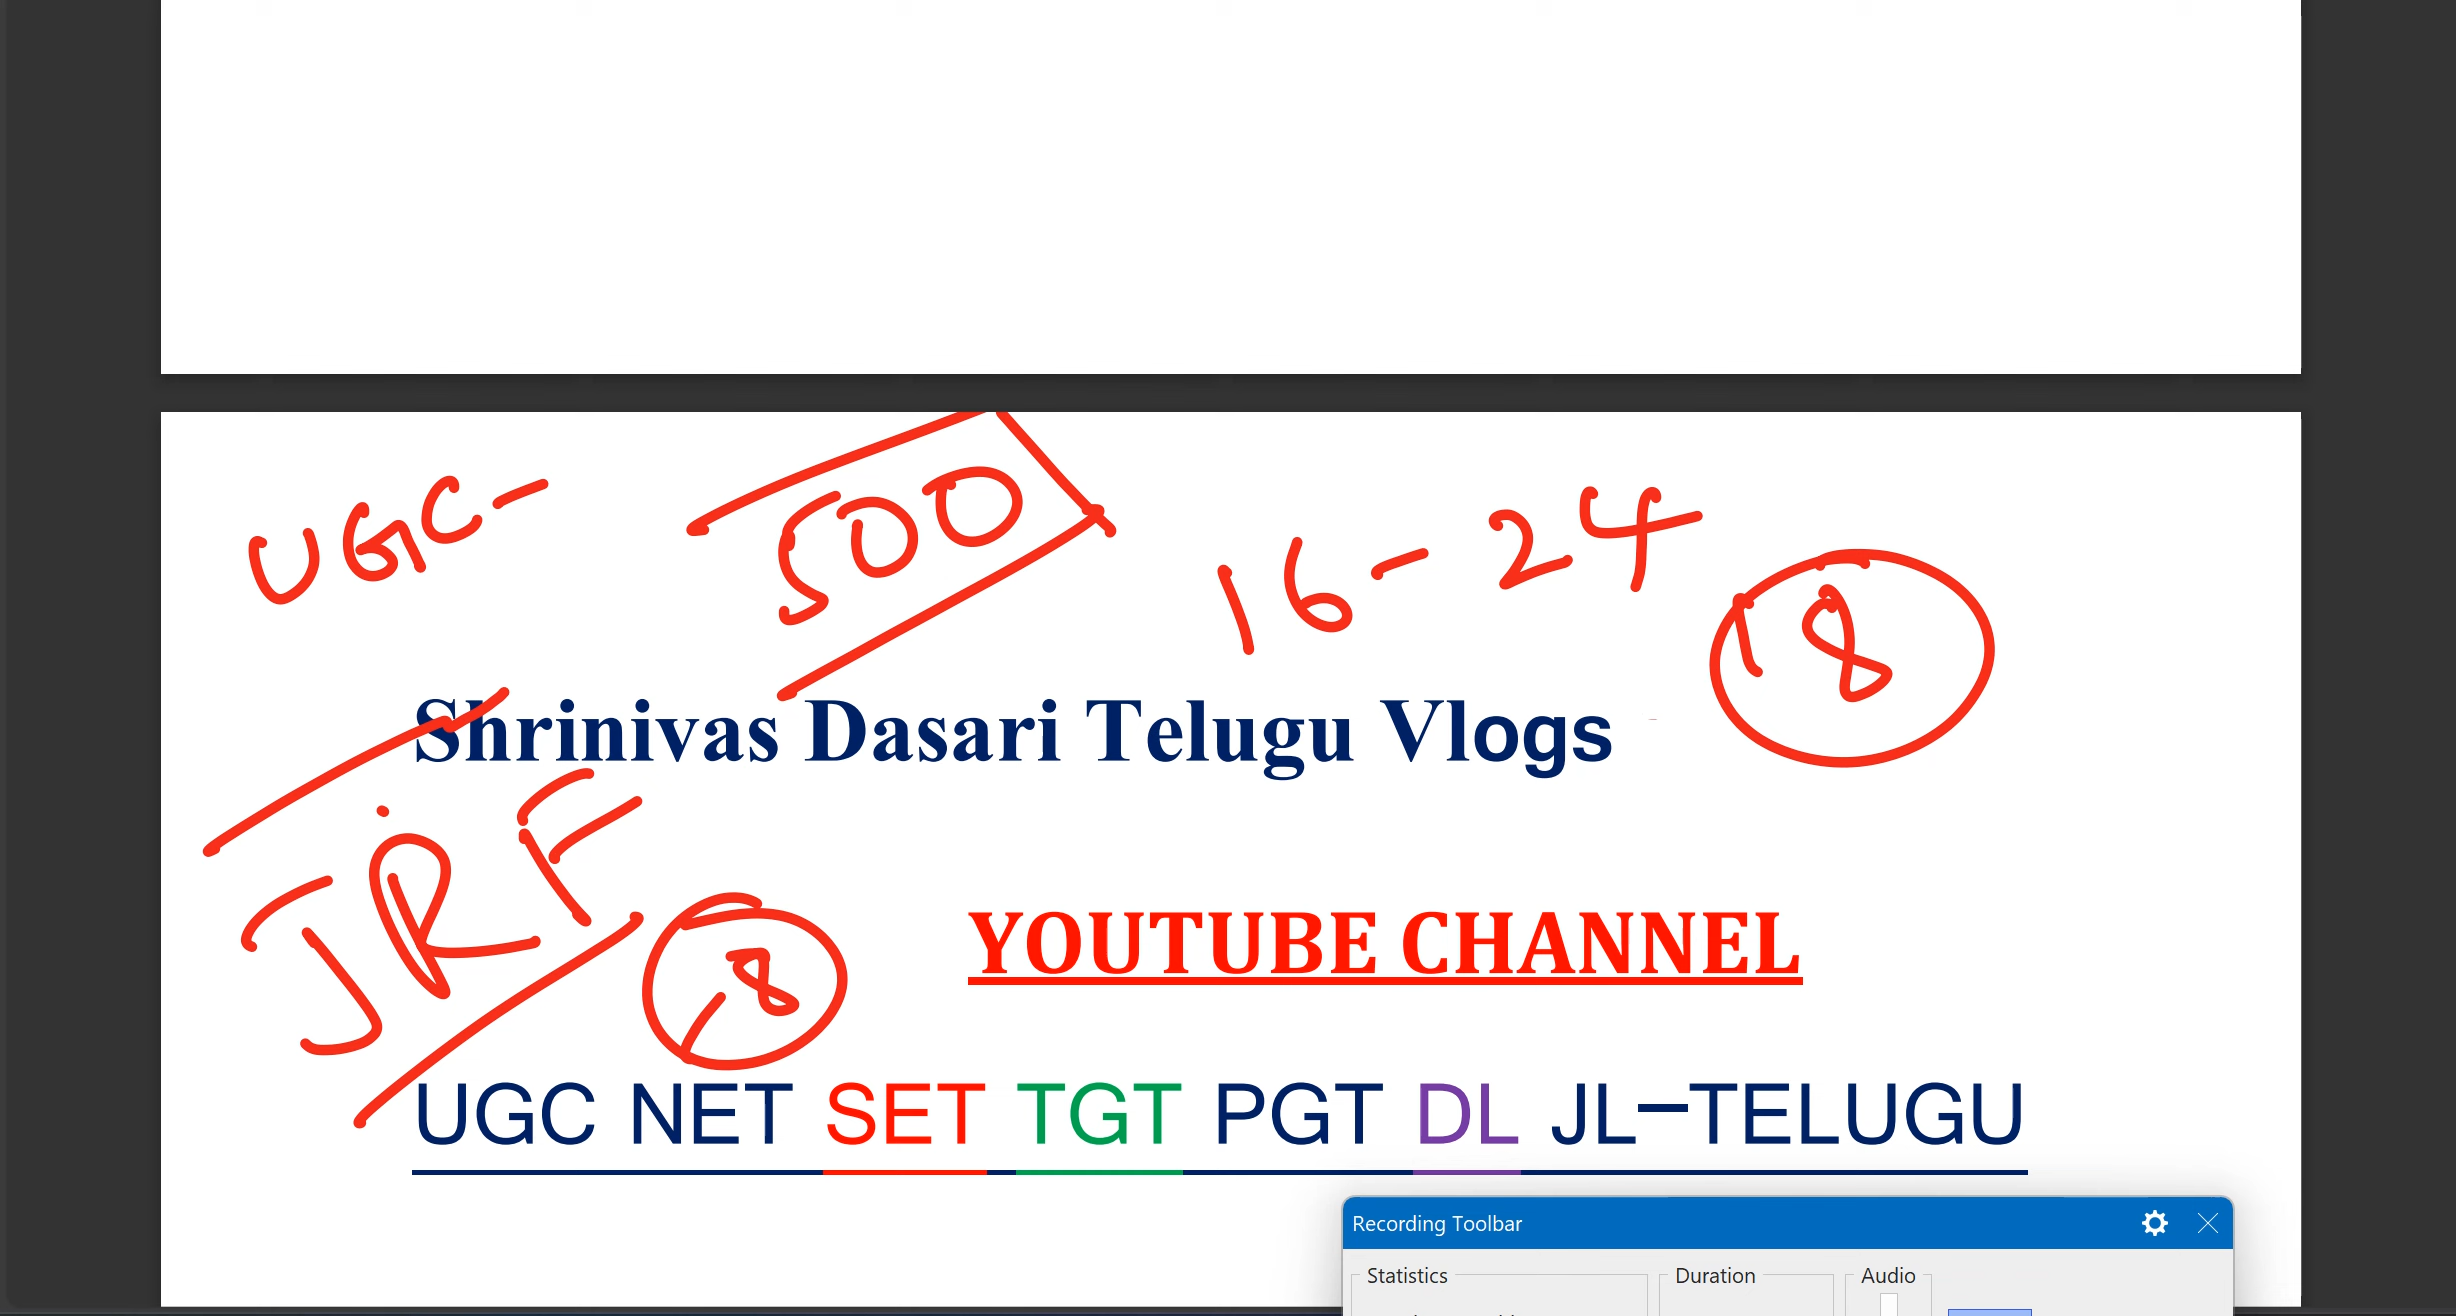 UGC- 500 16-24 18
Shrinivas Dasari Telugu Vlogs
JRF 18
YOUTUBE CHANNEL
UGC NET SET TGT PGT DL JL–TELUGU
Recording Toolbar
Statistics Duration Audio